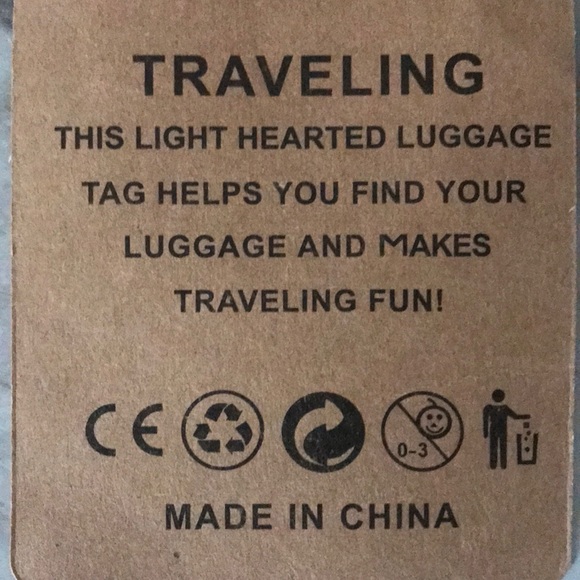 TRAVELING
THIS LIGHT HEARTED LUGGAGE
TAG HELPS YOU FIND YOUR
LUGGAGE AND MAKES
TRAVELING FUN!
CE
0-3
MADE IN CHINA